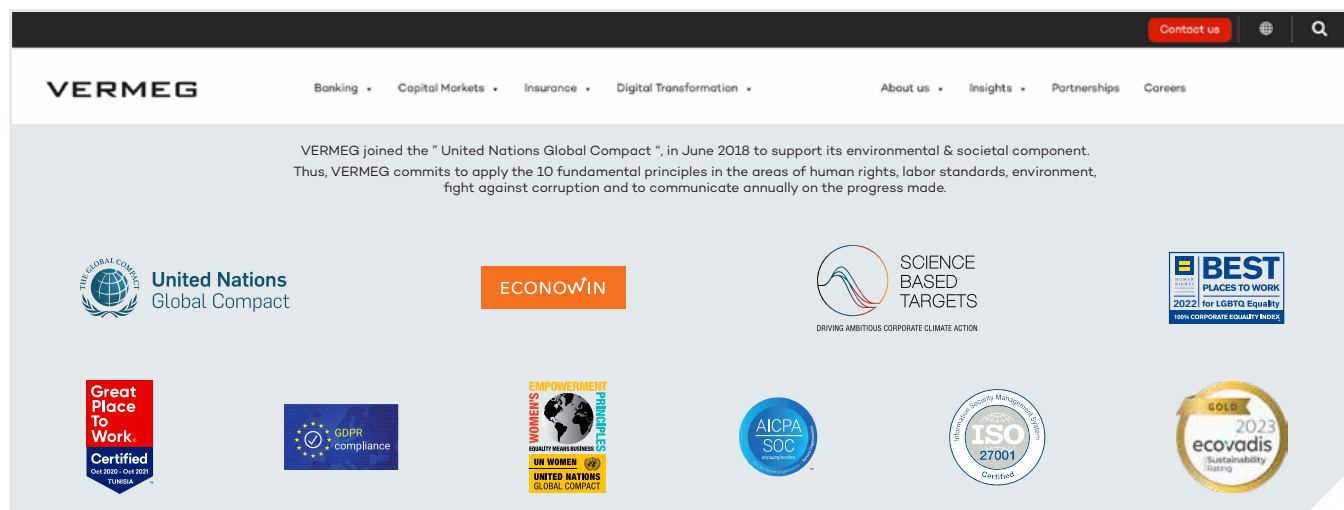 Contact us
VERMEG
Banking
Capital Markets
Insurance
Digital Transformation
About us
Insights
Partnerships
Careers
VERMEG joined the ” United Nations Global Compact “, in June 2018 to support its environmental & societal component.
Thus, VERMEG commits to apply the 10 fundamental principles in the areas of human rights, labor standards, environment,
fight against corruption and to communicate annually on the progress made.
THE GLOBAL COMPACT
United Nations
Global Compact
ECONOWIN
SCIENCE
BASED
TARGETS
DRIVING AMBITIOUS CORPORATE CLIMATE ACTION
HUMAN
RIGHTS
CAMPAIGN
BEST
PLACES TO WORK
2022 for LGBTQ Equality
100% CORPORATE EQUALITY INDEX
Great
Place
To
Work®
Certified
Oct 2020 - Oct 2021
TUNISIA
™
GDPR
compliance
WOMEN'S
EMPOWERMENT
PRINCIPLES
EQUALITY MEANS BUSINESS
UN WOMEN
UNITED NATIONS
GLOBAL COMPACT
AICPA
SOC
™
Information Security Management System
ISO
27001
Certified
GOLD
2023
ecovadis
Sustainability
Rating